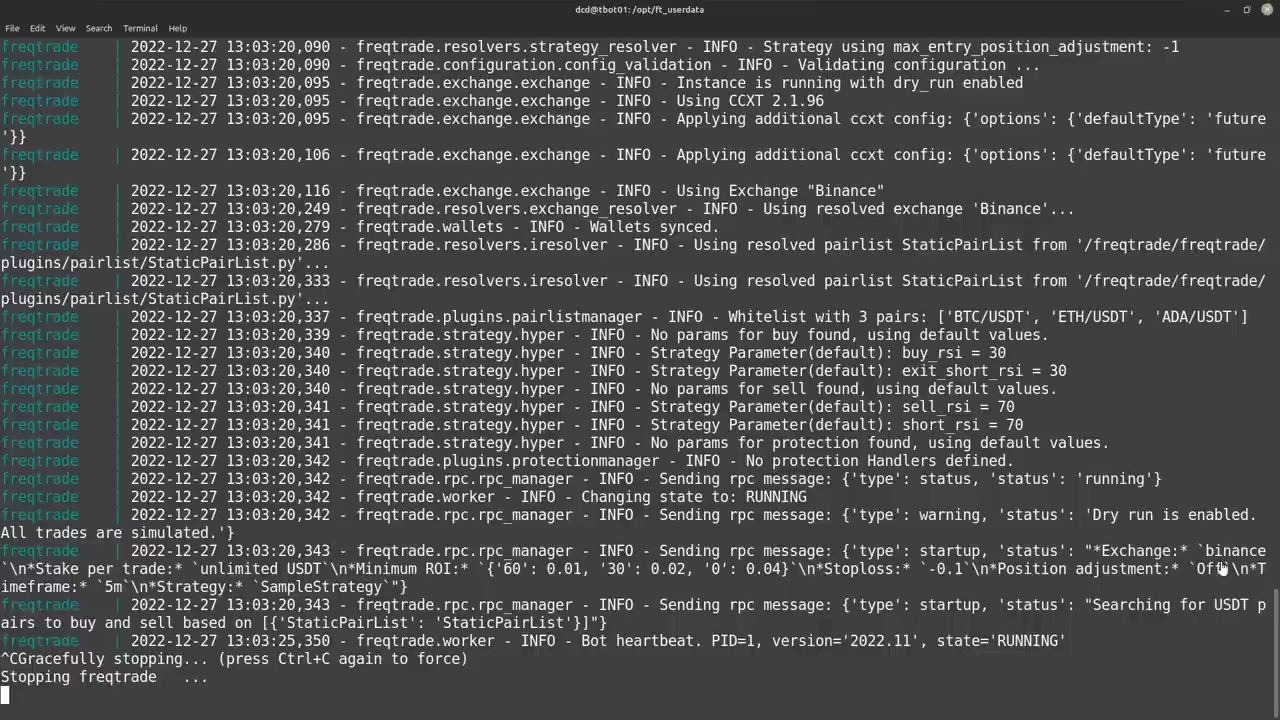 dcd@tbot01: /opt/ft_userdata
File Edit View Search Terminal Help
freqtrade | 2022-12-27 13:03:20,090 - freqtrade.resolvers.strategy_resolver - INFO - Strategy using max_entry_position_adjustment: -1
freqtrade | 2022-12-27 13:03:20,090 - freqtrade.configuration.config_validation - INFO - Validating configuration ...
freqtrade | 2022-12-27 13:03:20,095 - freqtrade.exchange.exchange - INFO - Instance is running with dry_run enabled
freqtrade | 2022-12-27 13:03:20,095 - freqtrade.exchange.exchange - INFO - Using CCXT 2.1.96
freqtrade | 2022-12-27 13:03:20,095 - freqtrade.exchange.exchange - INFO - Applying additional ccxt config: {'options': {'defaultType': 'future
'}}
freqtrade | 2022-12-27 13:03:20,106 - freqtrade.exchange.exchange - INFO - Applying additional ccxt config: {'options': {'defaultType': 'future
'}}
freqtrade | 2022-12-27 13:03:20,116 - freqtrade.exchange.exchange - INFO - Using Exchange "Binance"
freqtrade | 2022-12-27 13:03:20,249 - freqtrade.resolvers.exchange_resolver - INFO - Using resolved exchange 'Binance'...
freqtrade | 2022-12-27 13:03:20,279 - freqtrade.wallets - INFO - Wallets synced.
freqtrade | 2022-12-27 13:03:20,286 - freqtrade.resolvers.iresolver - INFO - Using resolved pairlist StaticPairList from '/freqtrade/freqtrade/
plugins/pairlist/StaticPairList.py'...
freqtrade | 2022-12-27 13:03:20,333 - freqtrade.resolvers.iresolver - INFO - Using resolved pairlist StaticPairList from '/freqtrade/freqtrade/
plugins/pairlist/StaticPairList.py'...
freqtrade | 2022-12-27 13:03:20,337 - freqtrade.plugins.pairlistmanager - INFO - Whitelist with 3 pairs: ['BTC/USDT', 'ETH/USDT', 'ADA/USDT']
freqtrade | 2022-12-27 13:03:20,339 - freqtrade.strategy.hyper - INFO - No params for buy found, using default values.
freqtrade | 2022-12-27 13:03:20,340 - freqtrade.strategy.hyper - INFO - Strategy Parameter(default): buy_rsi = 30
freqtrade | 2022-12-27 13:03:20,340 - freqtrade.strategy.hyper - INFO - Strategy Parameter(default): exit_short_rsi = 30
freqtrade | 2022-12-27 13:03:20,340 - freqtrade.strategy.hyper - INFO - No params for sell found, using default values.
freqtrade | 2022-12-27 13:03:20,341 - freqtrade.strategy.hyper - INFO - Strategy Parameter(default): sell_rsi = 70
freqtrade | 2022-12-27 13:03:20,341 - freqtrade.strategy.hyper - INFO - Strategy Parameter(default): short_rsi = 70
freqtrade | 2022-12-27 13:03:20,341 - freqtrade.strategy.hyper - INFO - No params for protection found, using default values.
freqtrade | 2022-12-27 13:03:20,342 - freqtrade.plugins.protectionmanager - INFO - No protection Handlers defined.
freqtrade | 2022-12-27 13:03:20,342 - freqtrade.rpc.rpc_manager - INFO - Sending rpc message: {'type': status, 'status': 'running'}
freqtrade | 2022-12-27 13:03:20,342 - freqtrade.worker - INFO - Changing state to: RUNNING
freqtrade | 2022-12-27 13:03:20,342 - freqtrade.rpc.rpc_manager - INFO - Sending rpc message: {'type': warning, 'status': 'Dry run is enabled.
All trades are simulated.'}
freqtrade | 2022-12-27 13:03:20,343 - freqtrade.rpc.rpc_manager - INFO - Sending rpc message: {'type': startup, 'status': "*Exchange:* `binance
`\n*Stake per trade:* `unlimited USDT`\n*Minimum ROI:* `{'60': 0.01, '30': 0.02, '0': 0.04}`\n*Stoploss:* `-0.1`\n*Position adjustment:* `Off`\n*T
imeframe:* `5m`\n*Strategy:* `SampleStrategy`"}
freqtrade | 2022-12-27 13:03:20,343 - freqtrade.rpc.rpc_manager - INFO - Sending rpc message: {'type': startup, 'status': "Searching for USDT p
airs to buy and sell based on [{'StaticPairList': 'StaticPairList'}]"}
freqtrade | 2022-12-27 13:03:25,350 - freqtrade.worker - INFO - Bot heartbeat. PID=1, version='2022.11', state='RUNNING'
^CGracefully stopping... (press Ctrl+C again to force)
Stopping freqtrade ...